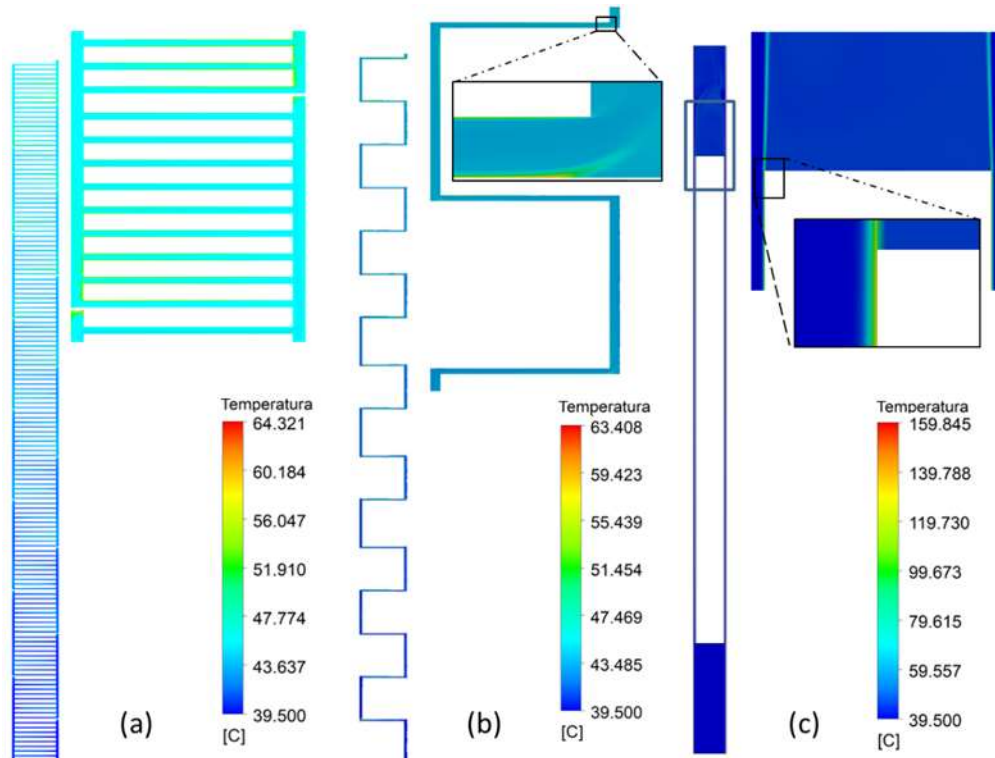 Temperatura
64.321
60.184
56.047
51.910
47.774
43.637
39.500
[C]
(a)
Temperatura
63.408
59.423
55.439
51.454
47.469
43.485
39.500
[C]
(b)
Temperatura
159.845
139.788
119.730
99.673
79.615
59.557
39.500
[C]
(c)